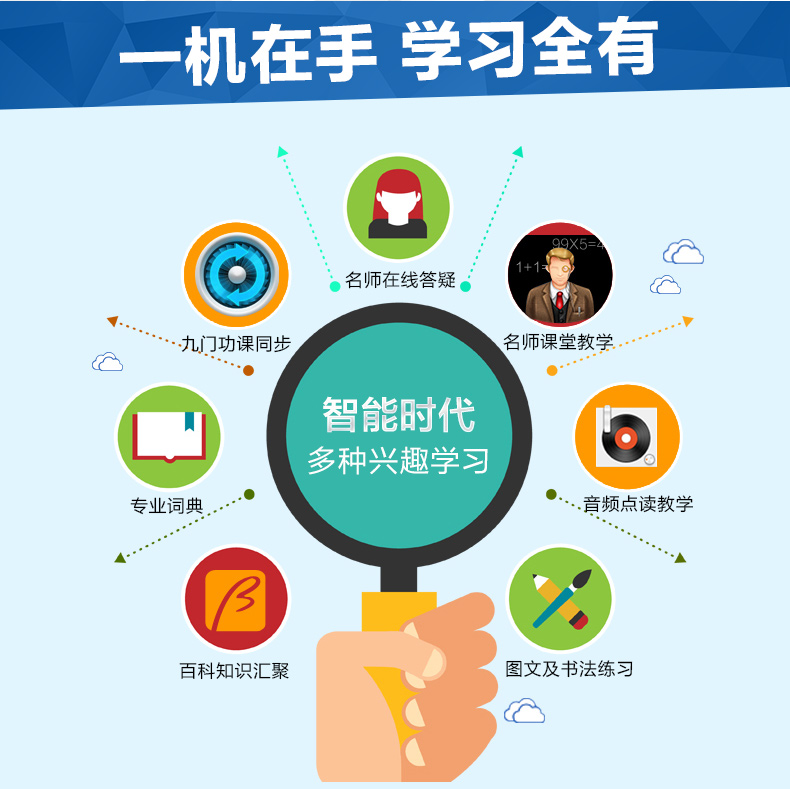 一机在手 学习全有
名师在线答疑
九门功课同步
99X5=4
1+1=
名师课堂教学
智能时代
多种兴趣学习
专业词典
音频点读教学
百科知识汇聚
图文及书法练习